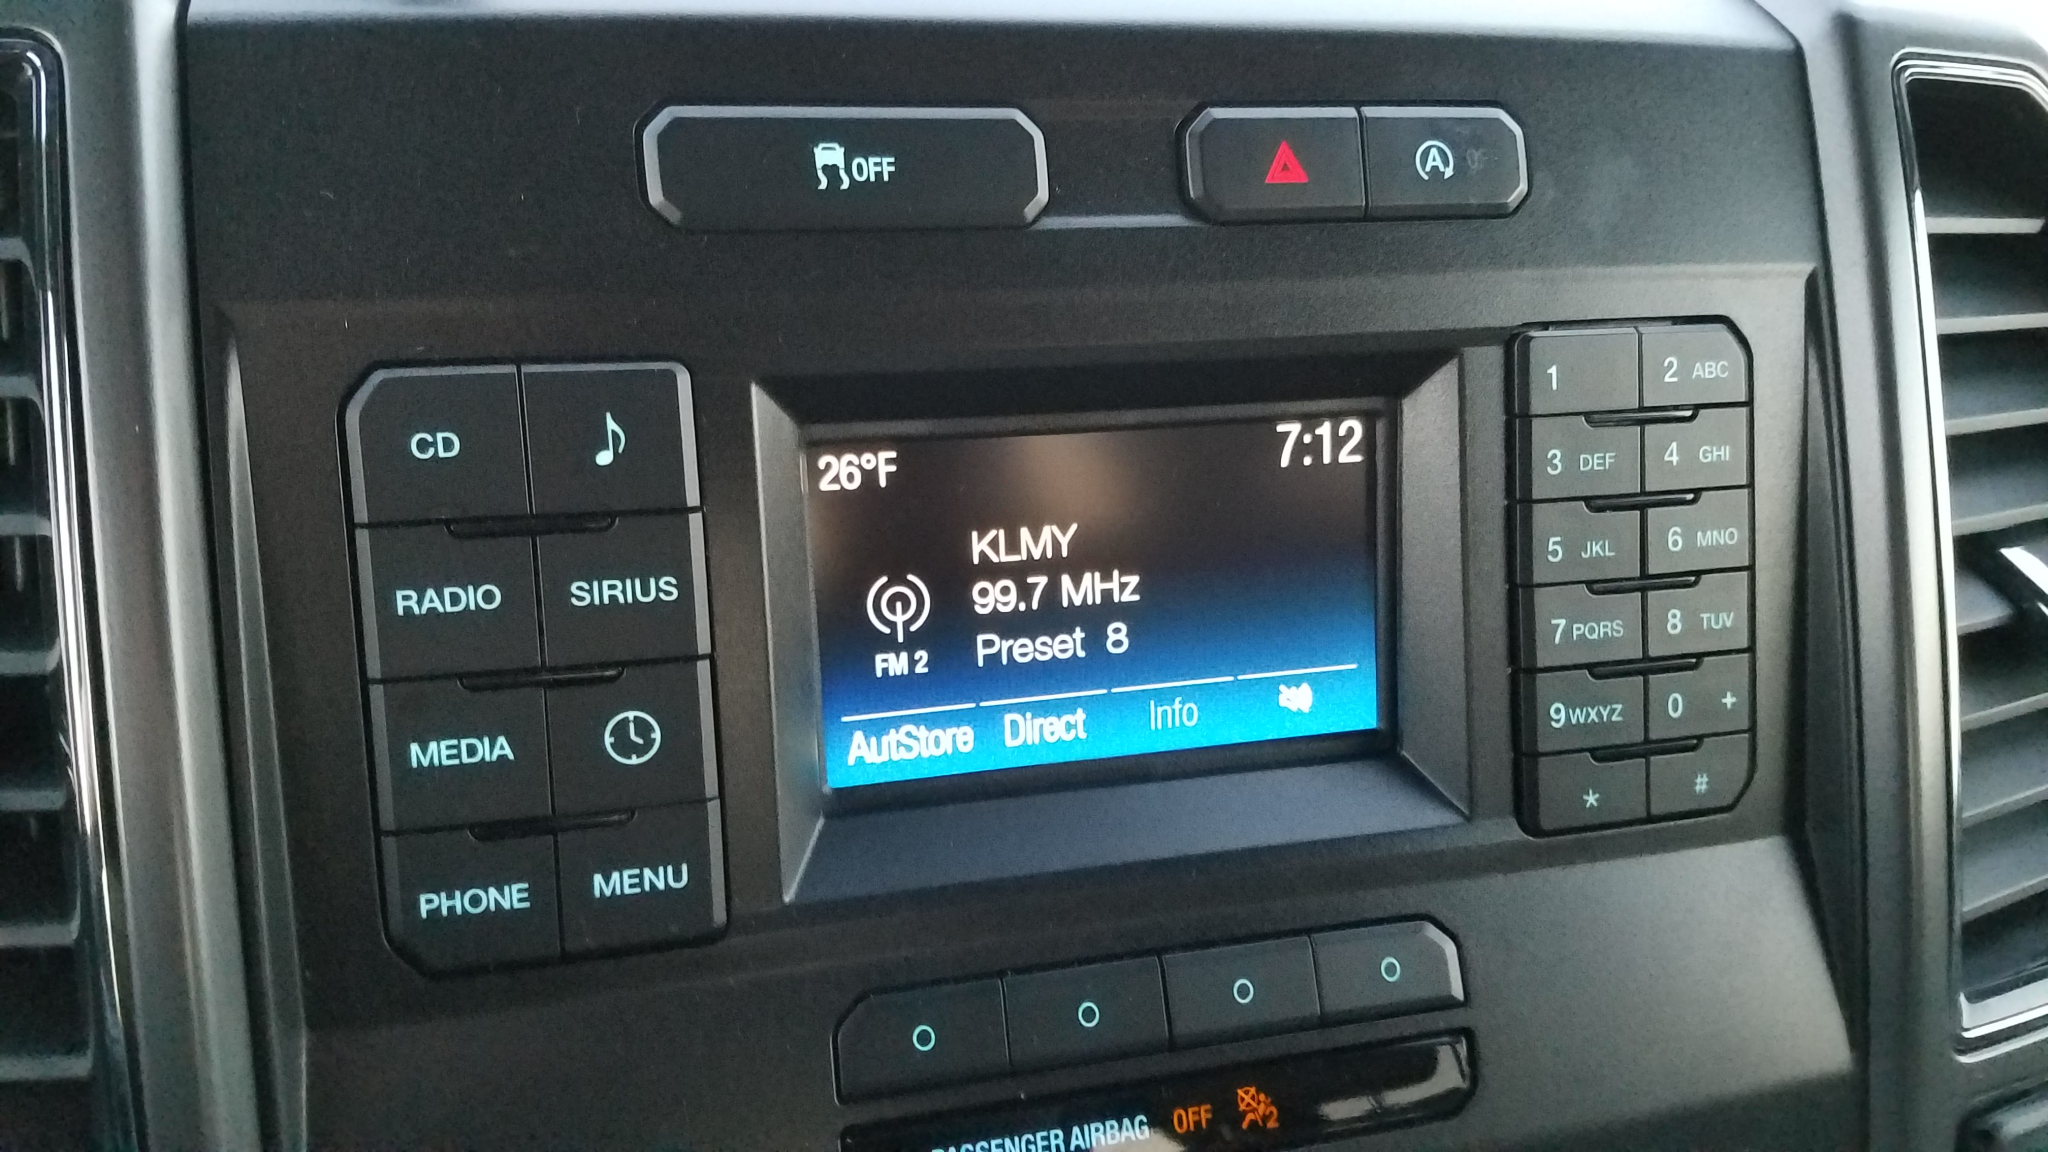 OFF
A OFF
CD
RADIO
SIRIUS
MEDIA
PHONE
MENU
26°F
7:12
KLMY
99.7 MHz
Preset 8
FM 2
AutStore
Direct
Info
1
2 ABC
3 DEF
4 GHI
5 JKL
6 MNO
7 PQRS
8 TUV
9 WXYZ
0 +
*
#
PASSENGER AIRBAG OFF 2